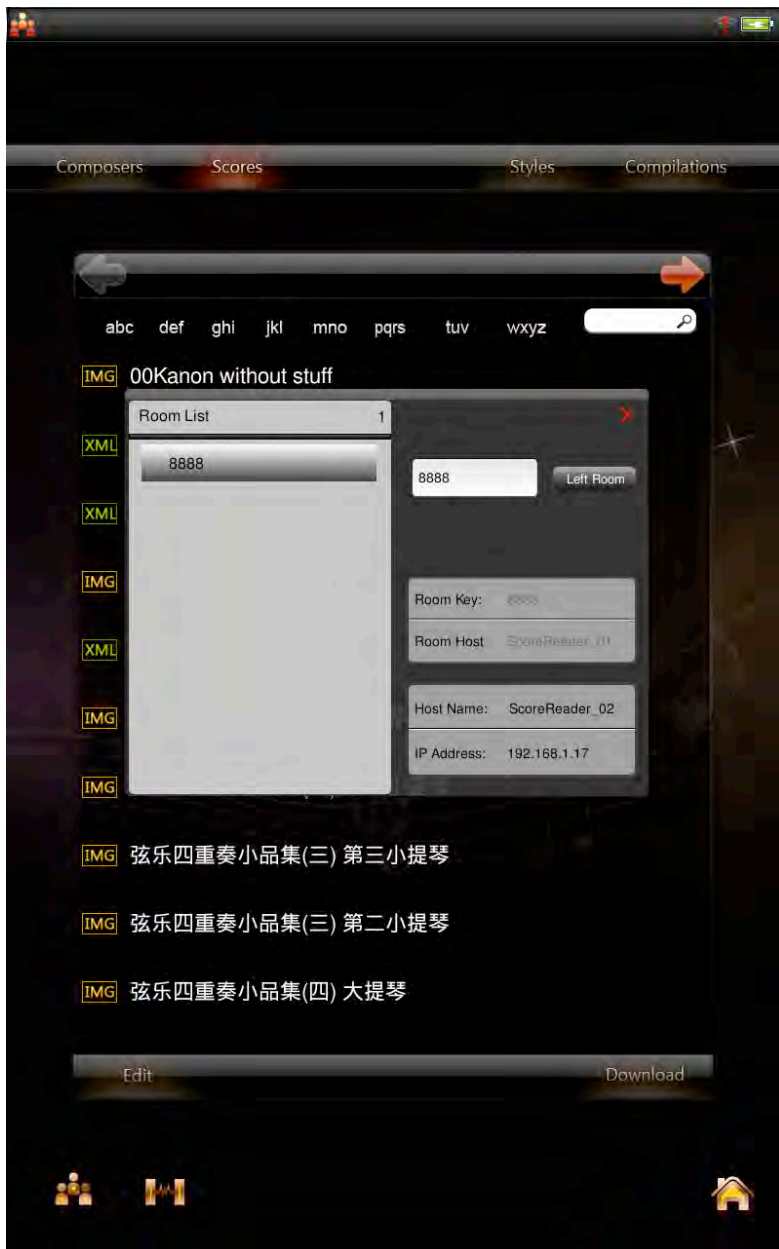 Composers Scores Styles Compilations
abc def ghi jkl mno pqrs tuv wxyz
IMG 00Kanon without stuff
Room List 1
X
XML
8888
8888 Left Room
XML
IMG
Room Key: 8888
XML
Room Host ScoreReader_01
IMG
Host Name: ScoreReader_02
IP Address: 192.168.1.17
IMG
IMG 弦乐四重奏小品集(三) 第三小提琴
IMG 弦乐四重奏小品集(三) 第二小提琴
IMG 弦乐四重奏小品集(四) 大提琴
Edit Download